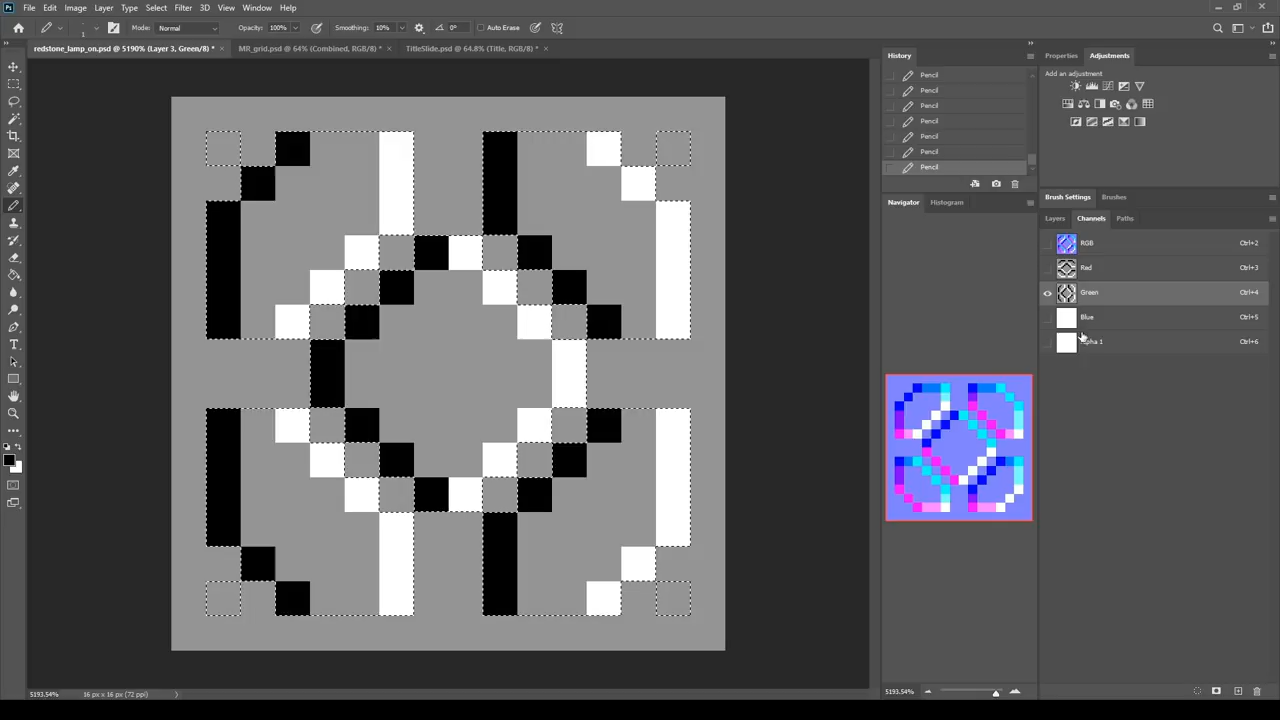 Ps File Edit Image Layer Type Select Filter 3D View Window Help
1 Mode: Normal Opacity: 100% Smoothing: 10% 0° Auto Erase
redstone_lamp_on.psd @ 5190% (Layer 3, Green/8) * × MR_grid.psd @ 64% (Combined, RGB/8) * × TitleSlide.psd @ 64.8% (Title, RGB/8) * ×
History
Pencil
Pencil
Pencil
Pencil
Pencil
Pencil
Pencil
Navigator Histogram
5193.54%
Properties Adjustments
Add an adjustment
Brush Settings Brushes
Layers Channels Paths
RGB Ctrl+2
Red Ctrl+3
Green Ctrl+4
Blue Ctrl+5
1 Ctrl+6
5193.54% 16 px x 16 px (72 ppi)